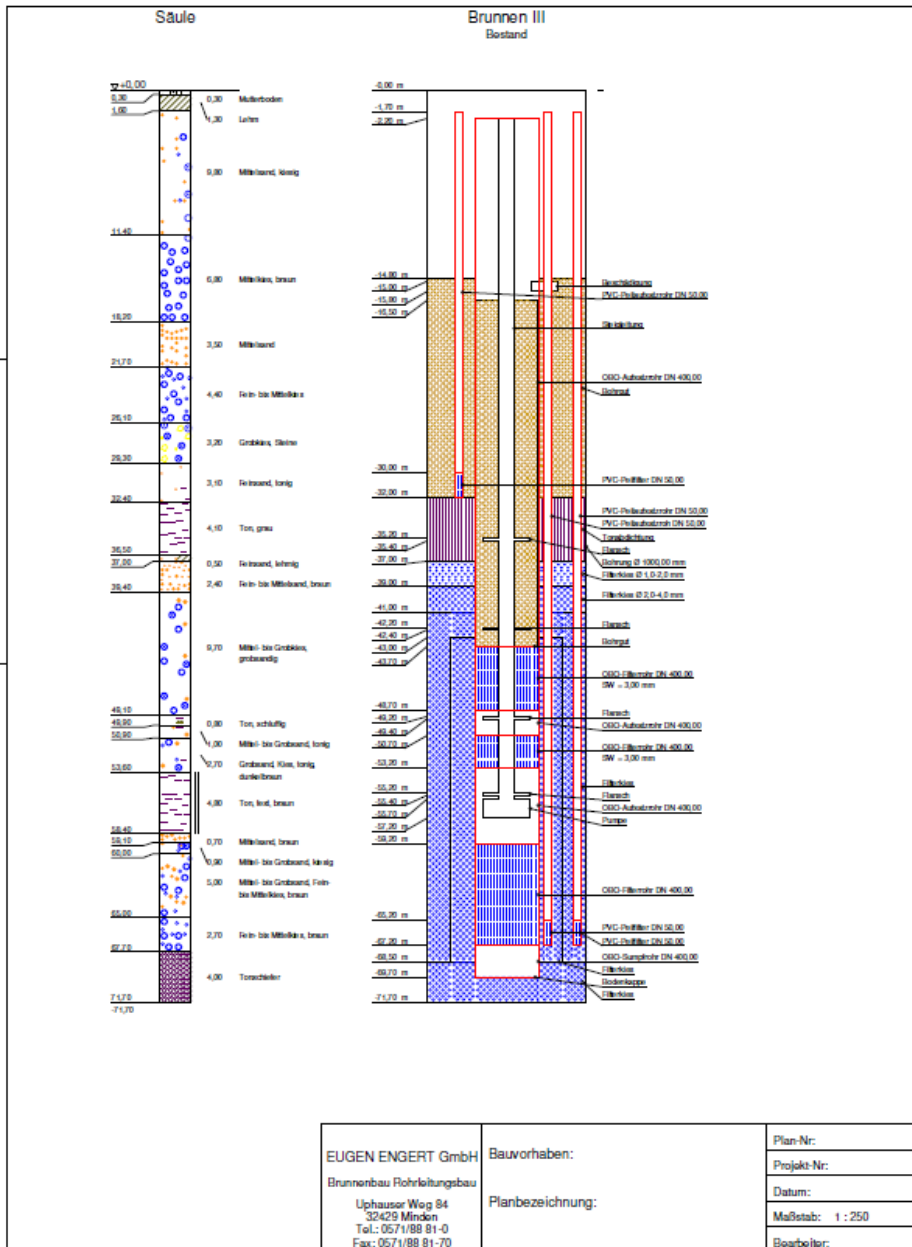 Säule
Brunnen III
Bestand
+0,00
0,30
1,60
11,40
18,20
21,70
26,10
29,30
32,40
36,50
37,00
39,40
49,10
49,90
50,90
53,60
58,40
59,10
60,00
65,00
67,70
71,70
-71,70
0,30 Mutterboden
1,30 Lehm
9,80 Mittelsand, kiesig
6,80 Mittelkies, braun
3,50 Mittelsand
4,40 Fein- bis Mittelkies
3,20 Grobkies, Steine
3,10 Feinsand, tonig
4,10 Ton, grau
0,50 Feinsand, lehmig
2,40 Fein- bis Mittelsand, braun
9,70 Mittel- bis Grobkies,
grobsandig
0,80 Ton, schluffig
1,00 Mittel- bis Grobsand, tonig
2,70 Grobsand, Kies, tonig,
dunkelbraun
4,80 Ton, fest, braun
0,70 Mittelsand, braun
0,90 Mittel- bis Grobsand, kiesig
5,00 Mittel- bis Grobsand, Fein-
bis Mittelkies, braun
2,70 Fein- bis Mittelkies, braun
4,00 Tonschiefer
-0,00 m
-1,70 m
-2,20 m
-14,80 m
-15,00 m
-15,80 m
-16,50 m
-30,00 m
-32,00 m
-35,20 m
-35,40 m
-37,00 m
-39,00 m
-41,00 m
-42,20 m
-42,40 m
-43,00 m
-43,70 m
-48,70 m
-49,20 m
-49,40 m
-50,70 m
-53,20 m
-55,20 m
-55,40 m
-55,70 m
-57,20 m
-59,20 m
-65,20 m
-67,20 m
-68,50 m
-69,70 m
-71,70 m
Beschädigung
PVC-Peilaufsatzrohr DN 50,00
Steigleitung
OBO-Aufsatzrohr DN 400,00
Bohrgut
PVC-Peilfilter DN 50,00
PVC-Peilaufsatzrohr DN 50,00
PVC-Peilaufsatzrohr DN 50,00
Tonabdichtung
Flansch
Bohrung Ø 1000,00 mm
Filterkies Ø 1,0-2,0 mm
Filterkies Ø 2,0-4,0 mm
Flansch
Bohrgut
OBO-Filterrohr DN 400,00
SW = 3,00 mm
Flansch
OBO-Aufsatzrohr DN 400,00
OBO-Filterrohr DN 400,00
SW = 3,00 mm
Filterkies
Flansch
OBO-Aufsatzrohr DN 400,00
Pumpe
OBO-Filterrohr DN 400,00
PVC-Peilfilter DN 50,00
PVC-Peilfilter DN 50,00
OBO-Sumpfrohr DN 400,00
Filterkies
Bodenkappe
Filterkies
EUGEN ENGERT GmbH
Brunnenbau Rohrleitungsbau
Uphauser Weg 84
32429 Minden
Tel.: 0571/88 81-0
Fax: 0571/88 81-70
Bauvorhaben:
Planbezeichnung:
Plan-Nr:
Projekt-Nr:
Datum:
Maßstab: 1 : 250
Bearbeiter: